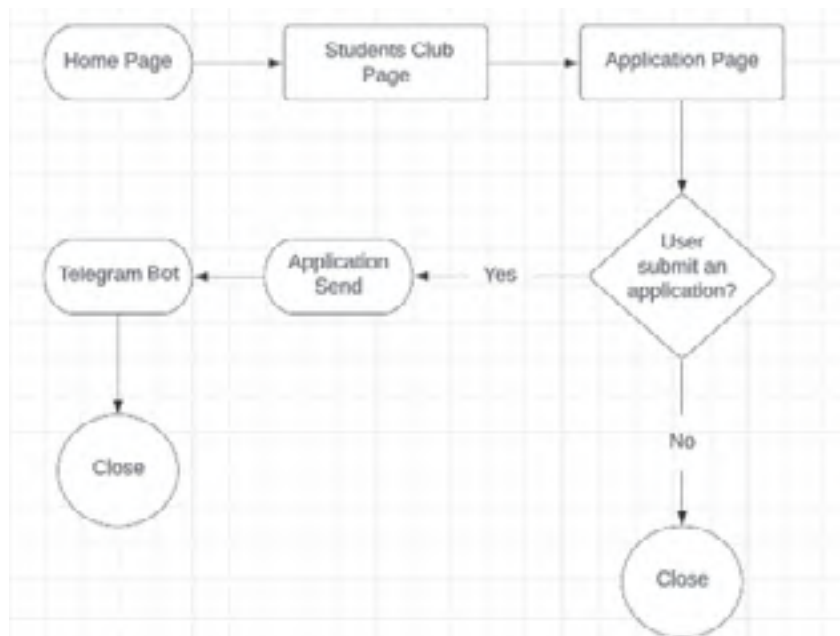 Home Page
Students Club
Page
Application Page
User
submit an
application?
Yes
Application
Send
Telegram Bot
Close
No
Close